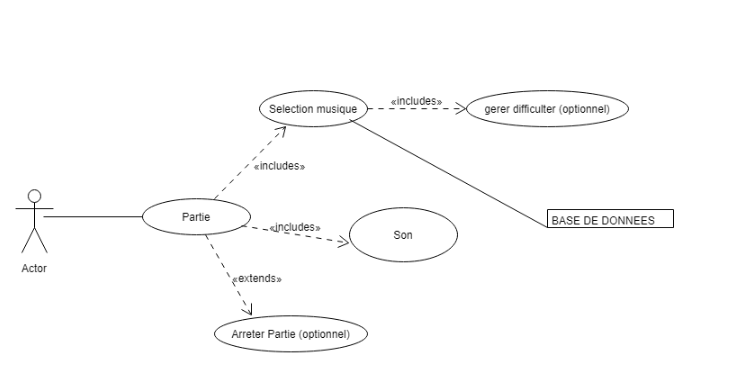 Selection musique
«includes»
gerer difficulter (optionnel)
«includes»
Partie
BASE DE DONNEES
«includes»
Son
Actor
«extends»
Arreter Partie (optionnel)